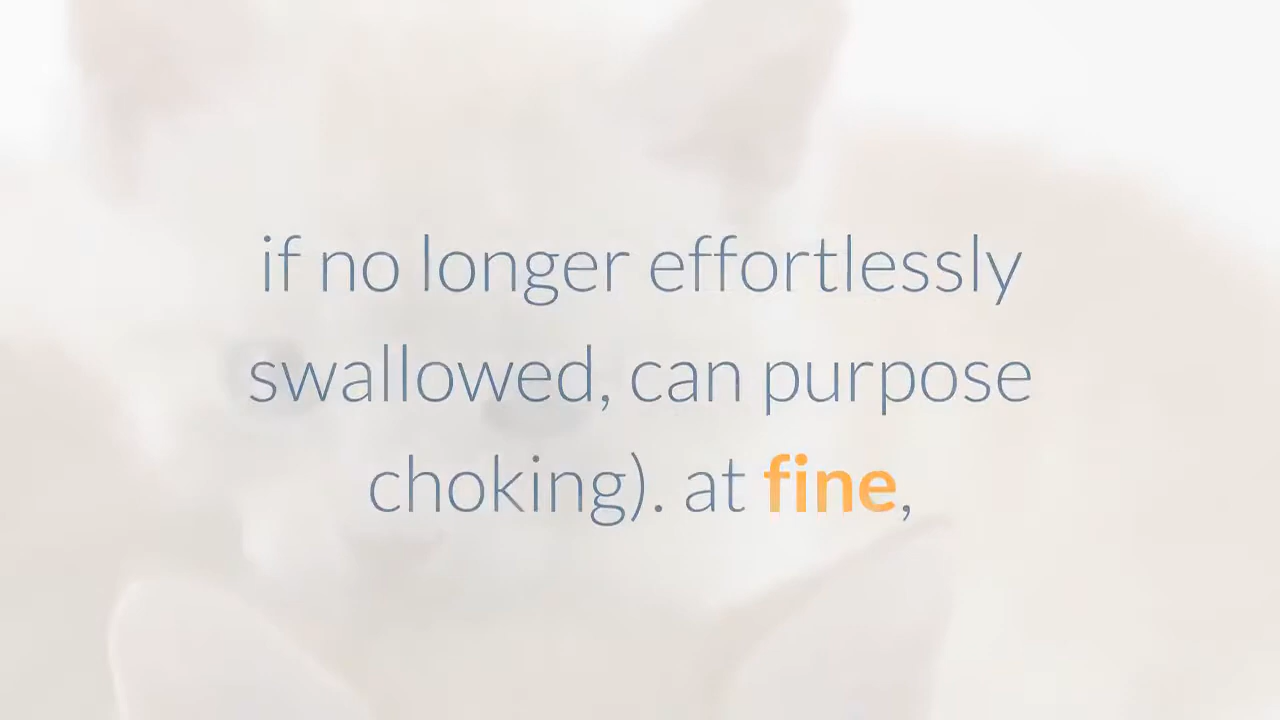 if no longer effortlessly
swallowed, can purpose
choking). at fine,